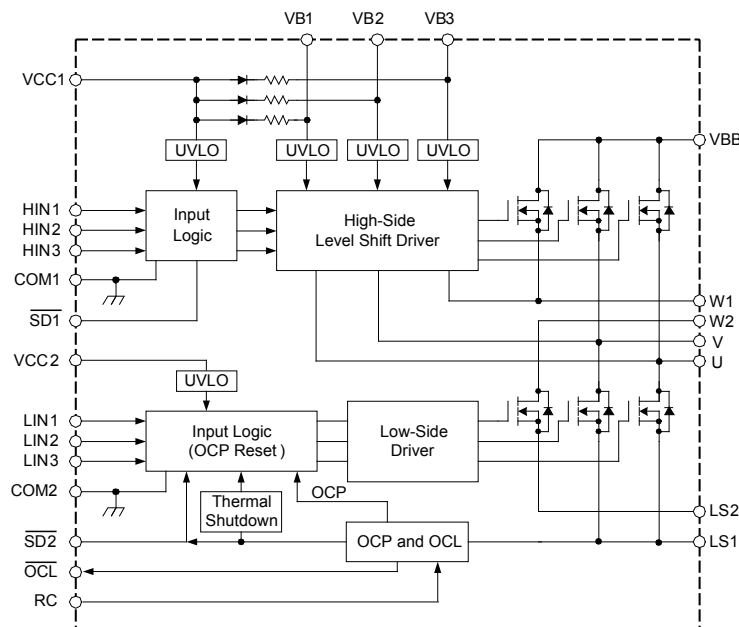 VB1 VB2 VB3
VCC1
UVLO UVLO UVLO UVLO
VBB
HIN1
HIN2
HIN3
Input
Logic
High-Side
Level Shift Driver
COM1
SD1
W1
W2
V
U
VCC2
UVLO
LIN1
LIN2
LIN3
Input Logic
(OCP Reset)
Low-Side
Driver
COM2
Thermal
Shutdown
OCP
LS2
SD2
OCP and OCL
LS1
OCL
RC